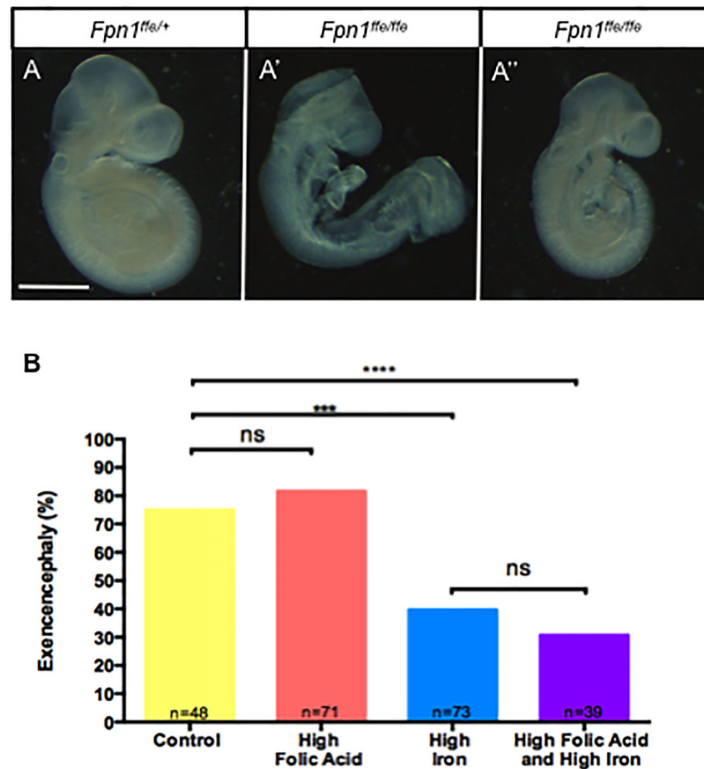 Fpn1ffe/+ Fpn1ffe/ffe Fpn1ffe/ffe
A A' A''
B
****
***
ns
ns
100
90
80
70
60
50
40
30
20
10
0
Exencencephaly (%)
n=48 n=71 n=73 n=39
Control High Folic Acid High Iron High Folic Acid and High Iron